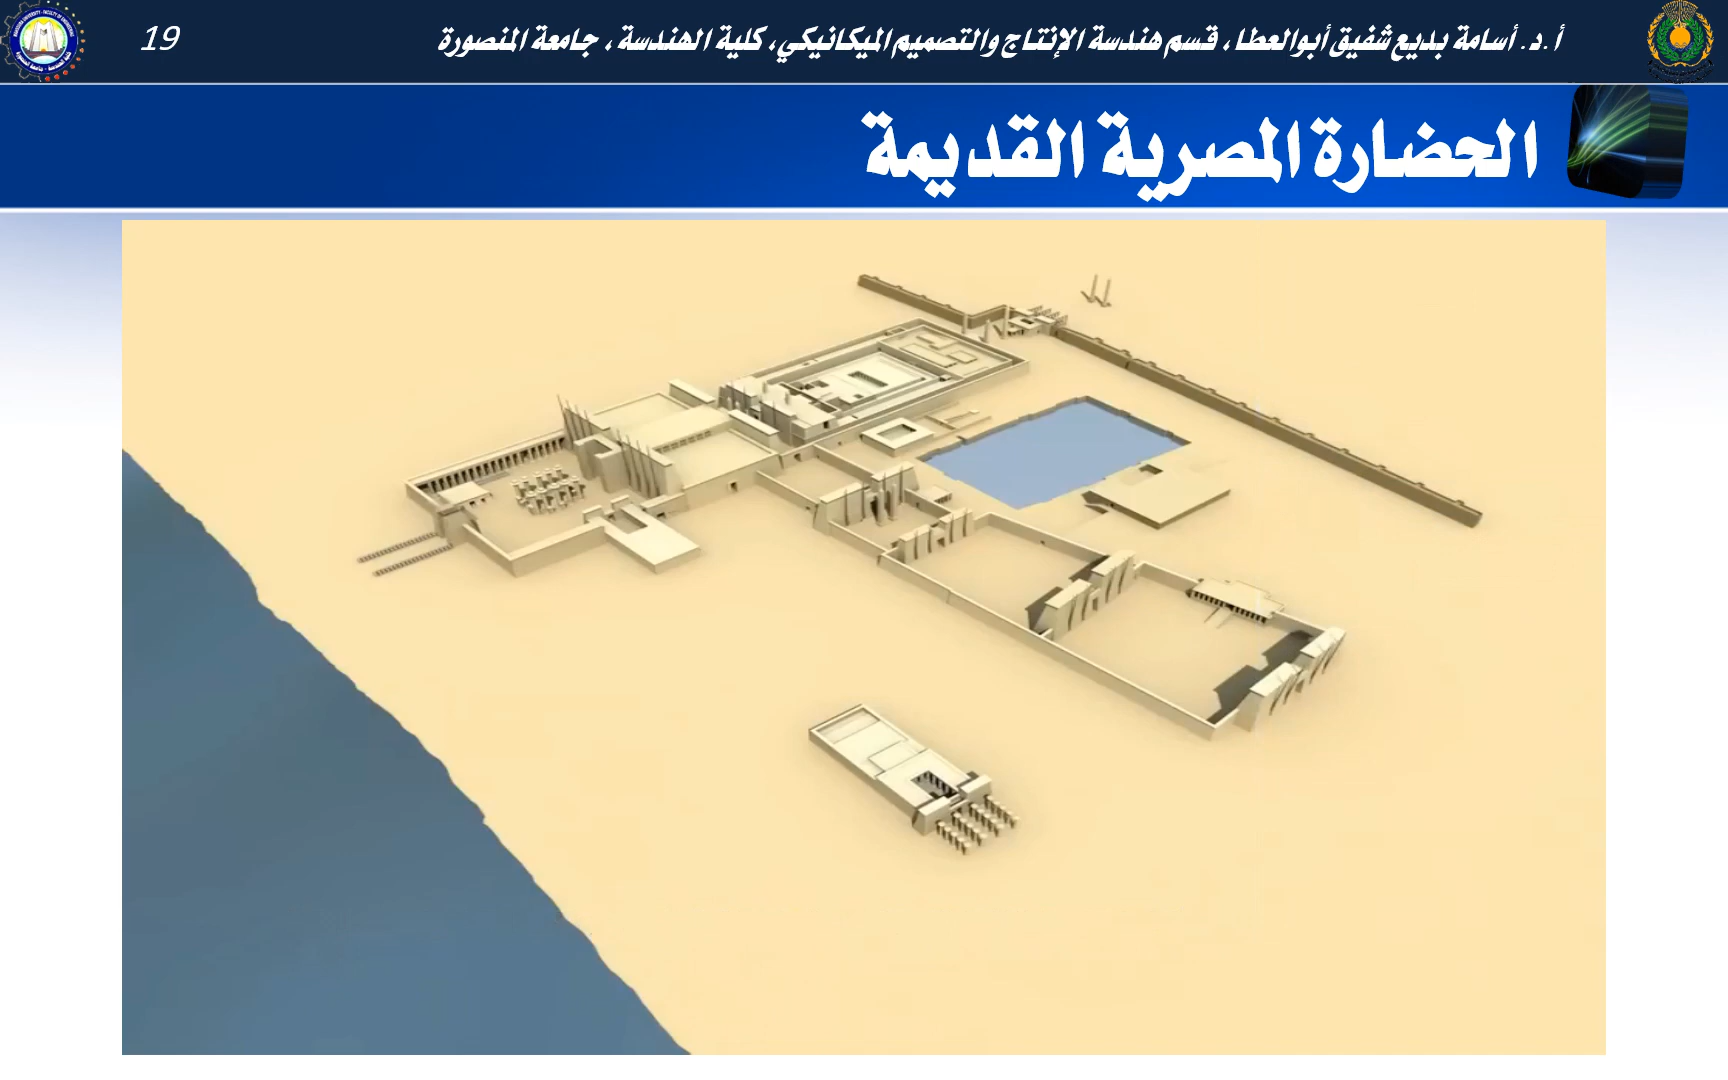 أ.د. أسامة بديع شفيق أبوالعطا ، قسم هندسة الإنتاج والتصميم الميكانيكي، كلية الهندسة ، جامعة المنصورة
19
الحضارة المصرية القديمة